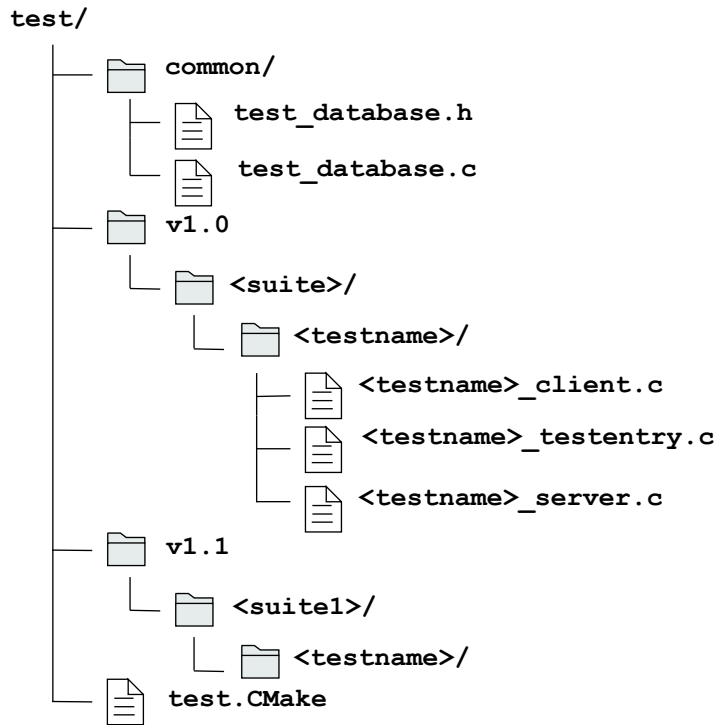 test/
common/
test_database.h
test_database.c
v1.0
<suite>/
<testname>/
<testname>_client.c
<testname>_testentry.c
<testname>_server.c
v1.1
<suite1>/
<testname>/
test.CMake